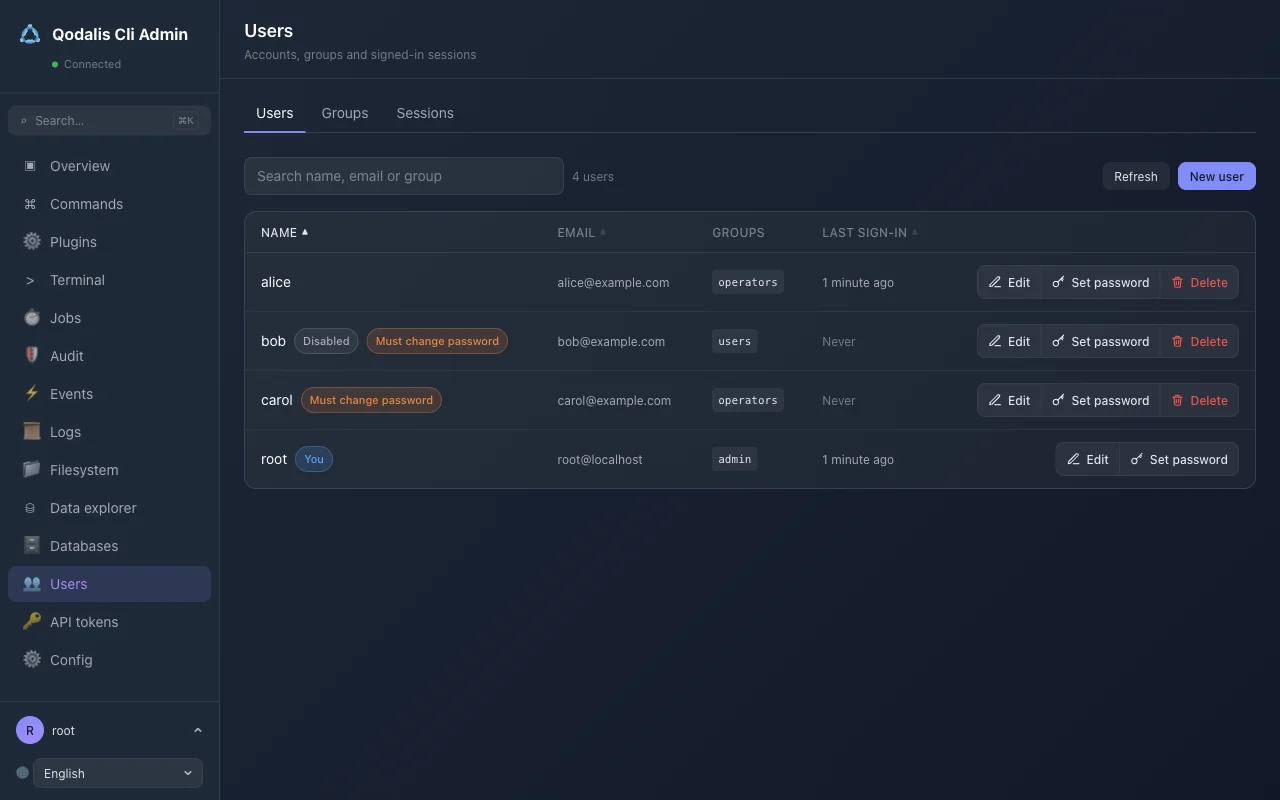 Qodalis Cli Admin
Connected
Search... ⌘K
Overview
Commands
Plugins
Terminal
Jobs
Audit
Events
Logs
Filesystem
Data explorer
Databases
Users
API tokens
Config
R root
English
Users
Accounts, groups and signed-in sessions
Users Groups Sessions
Search name, email or group 4 users Refresh New user
NAME EMAIL GROUPS LAST SIGN-IN
alice alice@example.com operators 1 minute ago Edit Set password Delete
bob Disabled Must change password bob@example.com users Never Edit Set password Delete
carol Must change password carol@example.com operators Never Edit Set password Delete
root You root@localhost admin 1 minute ago Edit Set password